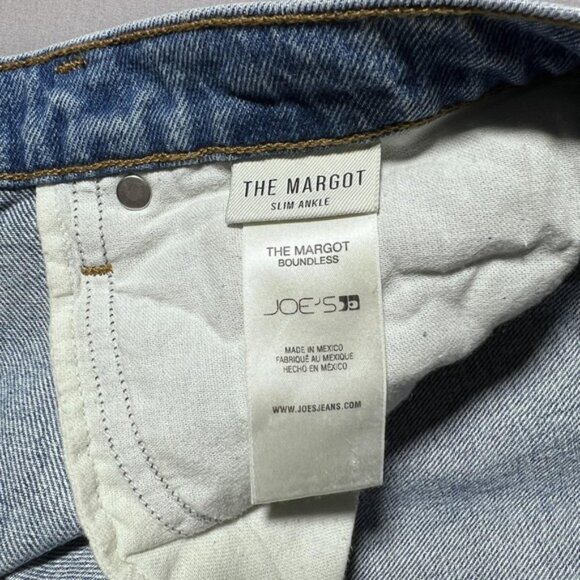 THE MARGOT
SLIM ANKLE
THE MARGOT
BOUNDLESS
JOE'S
MADE IN MEXICO
FABRIQUÉ AU MEXIQUE
HECHO EN MÉXICO
WWW.JOESJEANS.COM